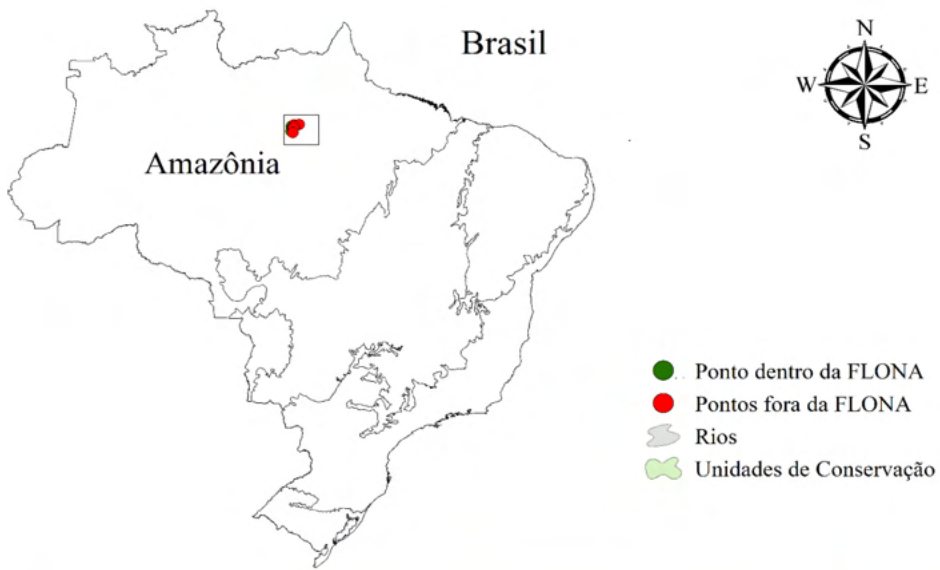 Brasil
N
W
E
S
Amazônia
Ponto dentro da FLONA
Pontos fora da FLONA
Rios
Unidades de Conservação